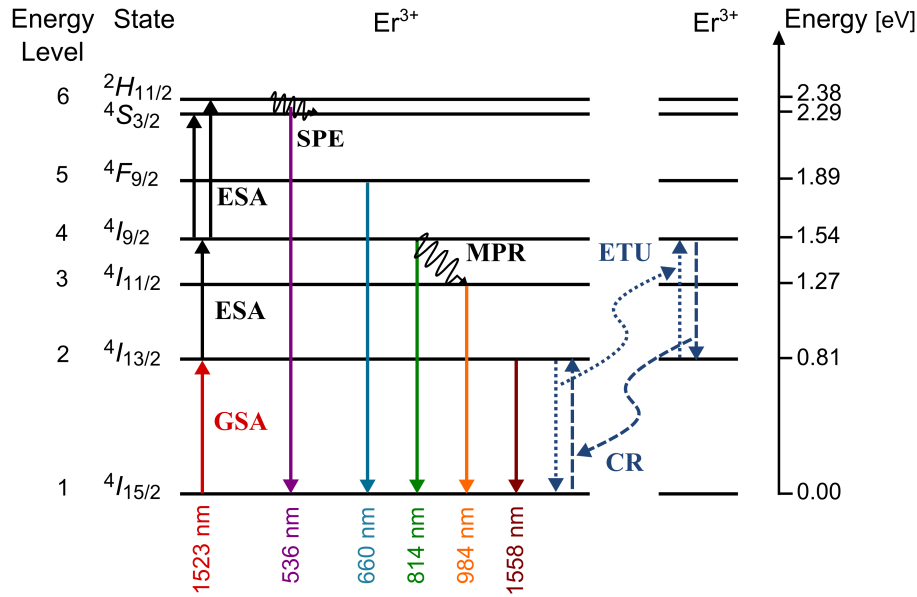 Energy Level State Er³⁺ Er³⁺ Energy [eV]
6 ²H₁₁/₂ 2.38
⁴S₃/₂ 2.29
SPE
5 ⁴F₉/₂ 1.89
ESA
4 ⁴I₉/₂ 1.54
MPR ETU
3 ⁴I₁₁/₂ 1.27
ESA
2 ⁴I₁₃/₂ 0.81
GSA
CR
1 ⁴I₁₅/₂ 0.00
1523 nm
536 nm
660 nm
814 nm
984 nm
1558 nm